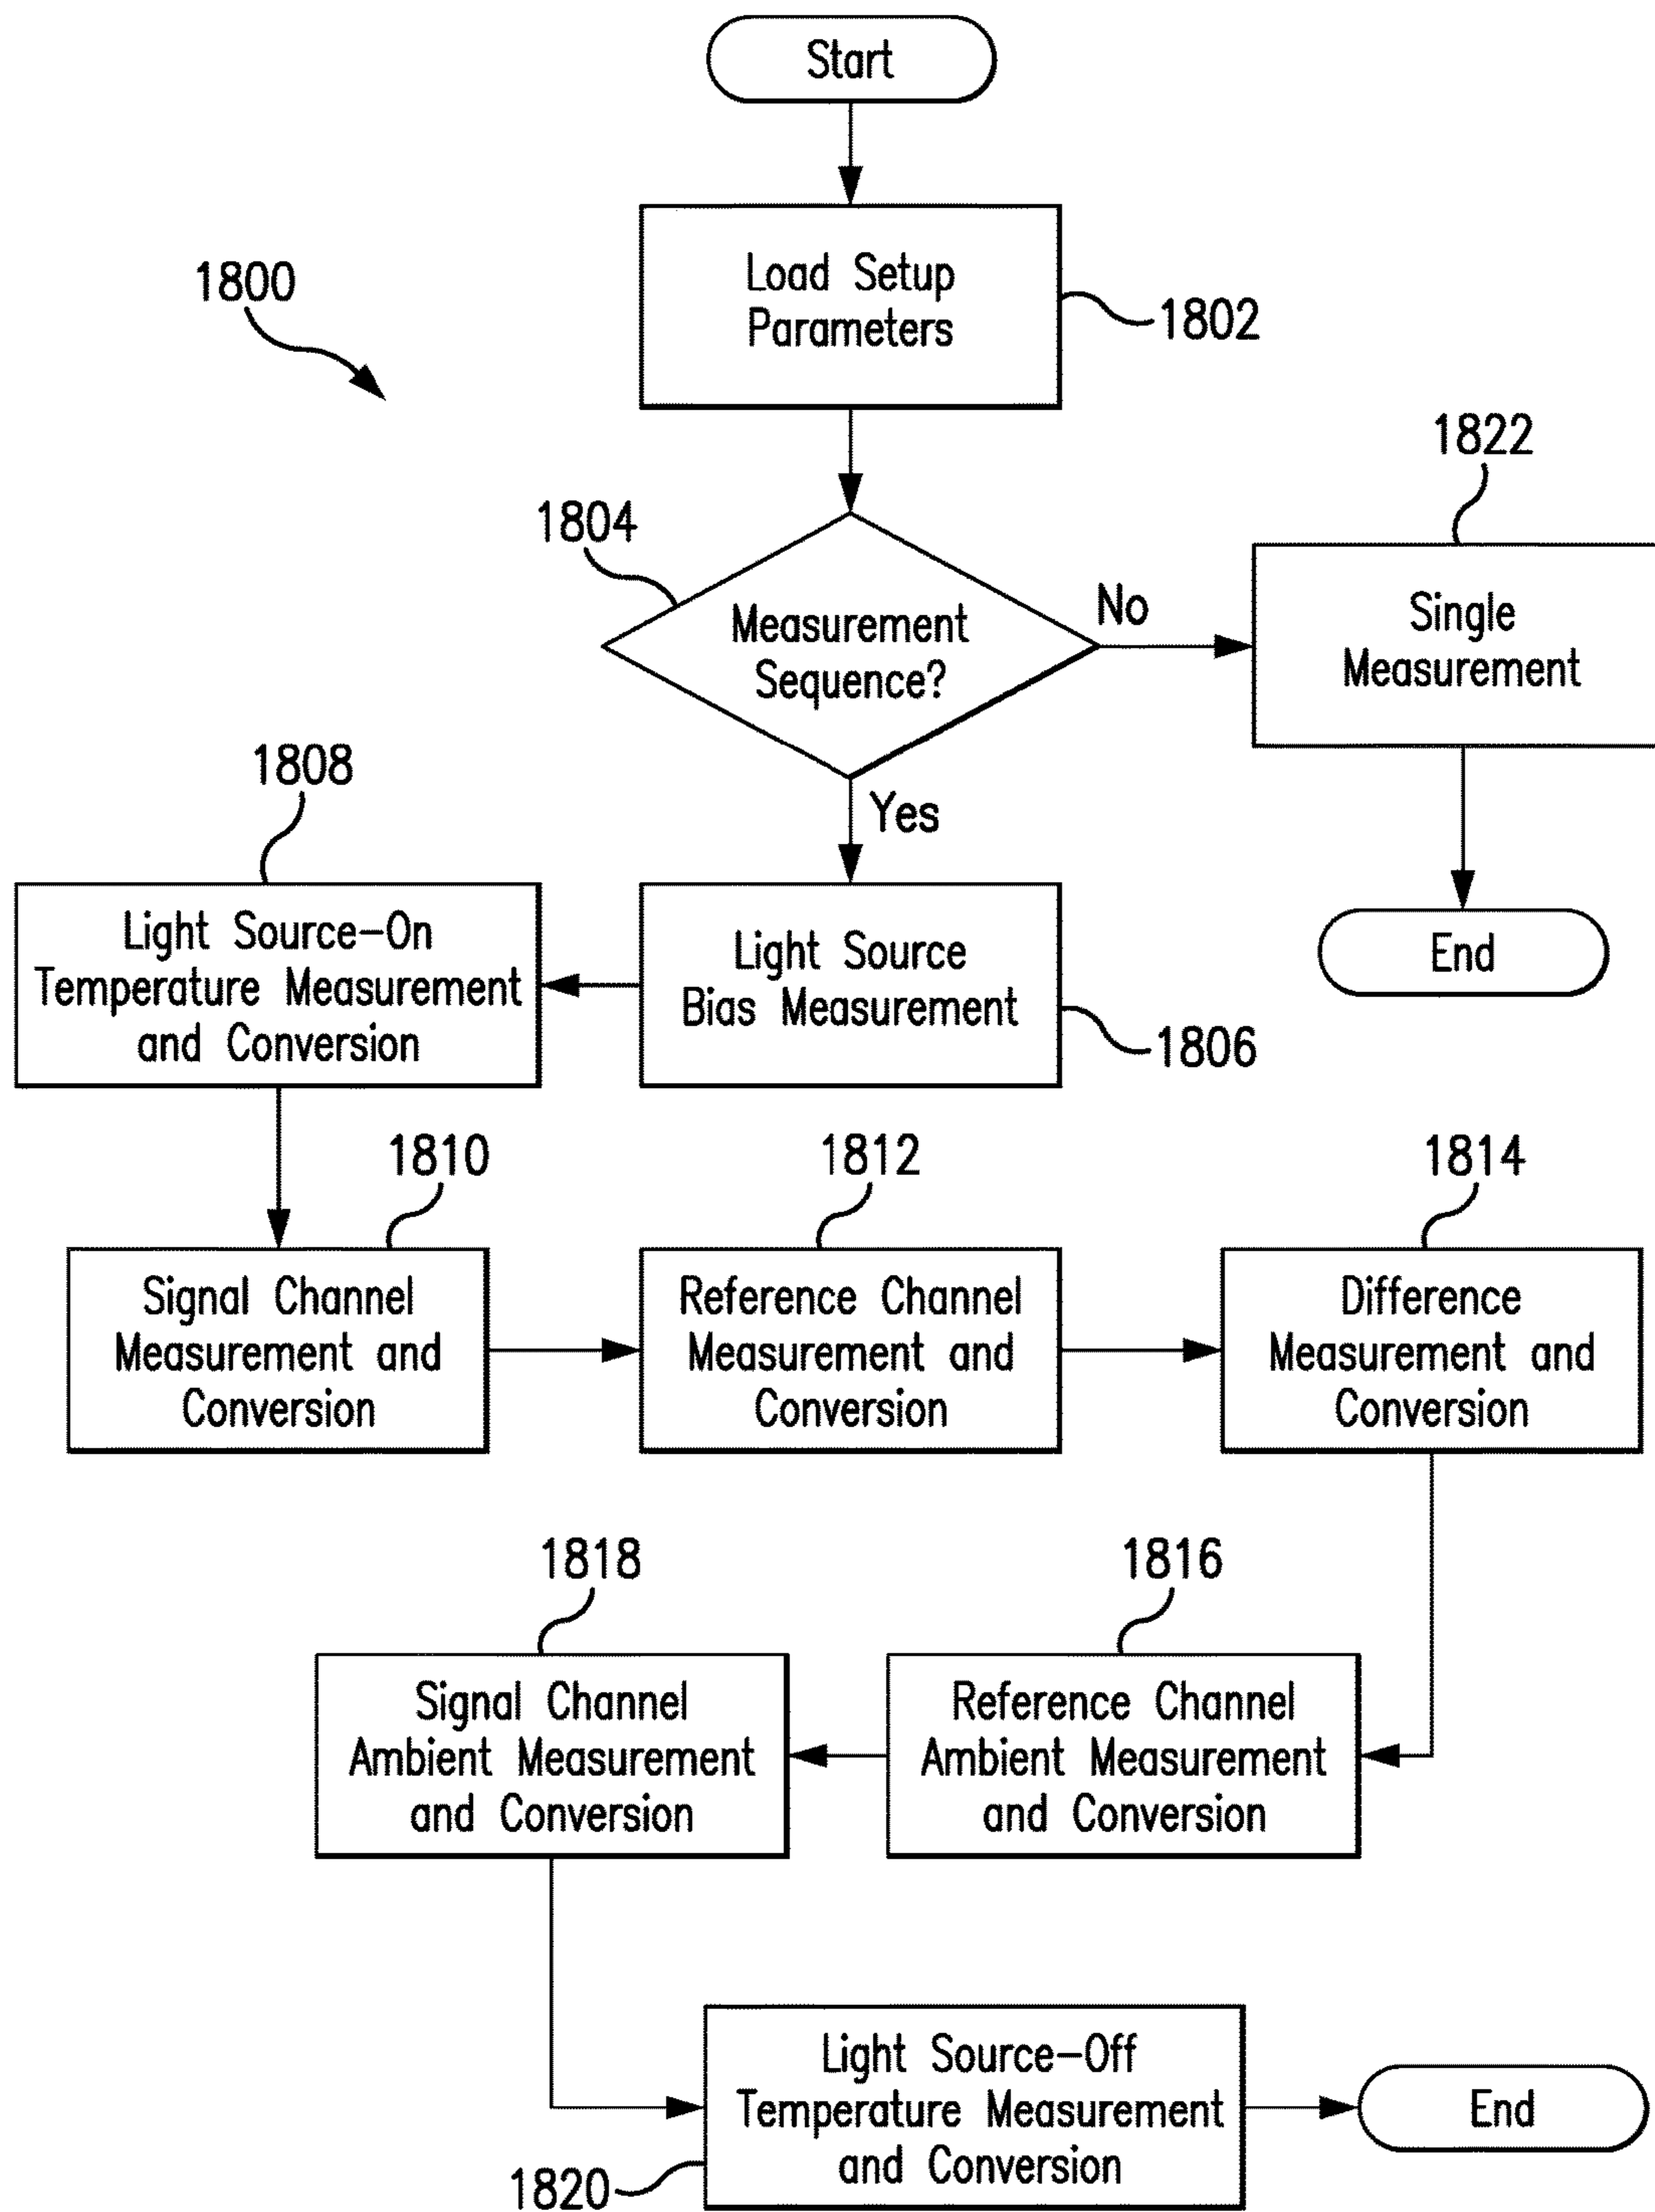 Start
Load Setup
Parameters
1800
1802
1822
1804
Measurement
Sequence?
No
Single
Measurement
Yes
End
1808
Light Source-On
Temperature Measurement
and Conversion
Light Source
Bias Measurement
1806
1810
1812
1814
Signal Channel
Measurement and
Conversion
Reference Channel
Measurement and
Conversion
Difference
Measurement and
Conversion
1818
1816
Signal Channel
Ambient Measurement
and Conversion
Reference Channel
Ambient Measurement
and Conversion
Light Source-Off
Temperature Measurement
and Conversion
1820
End